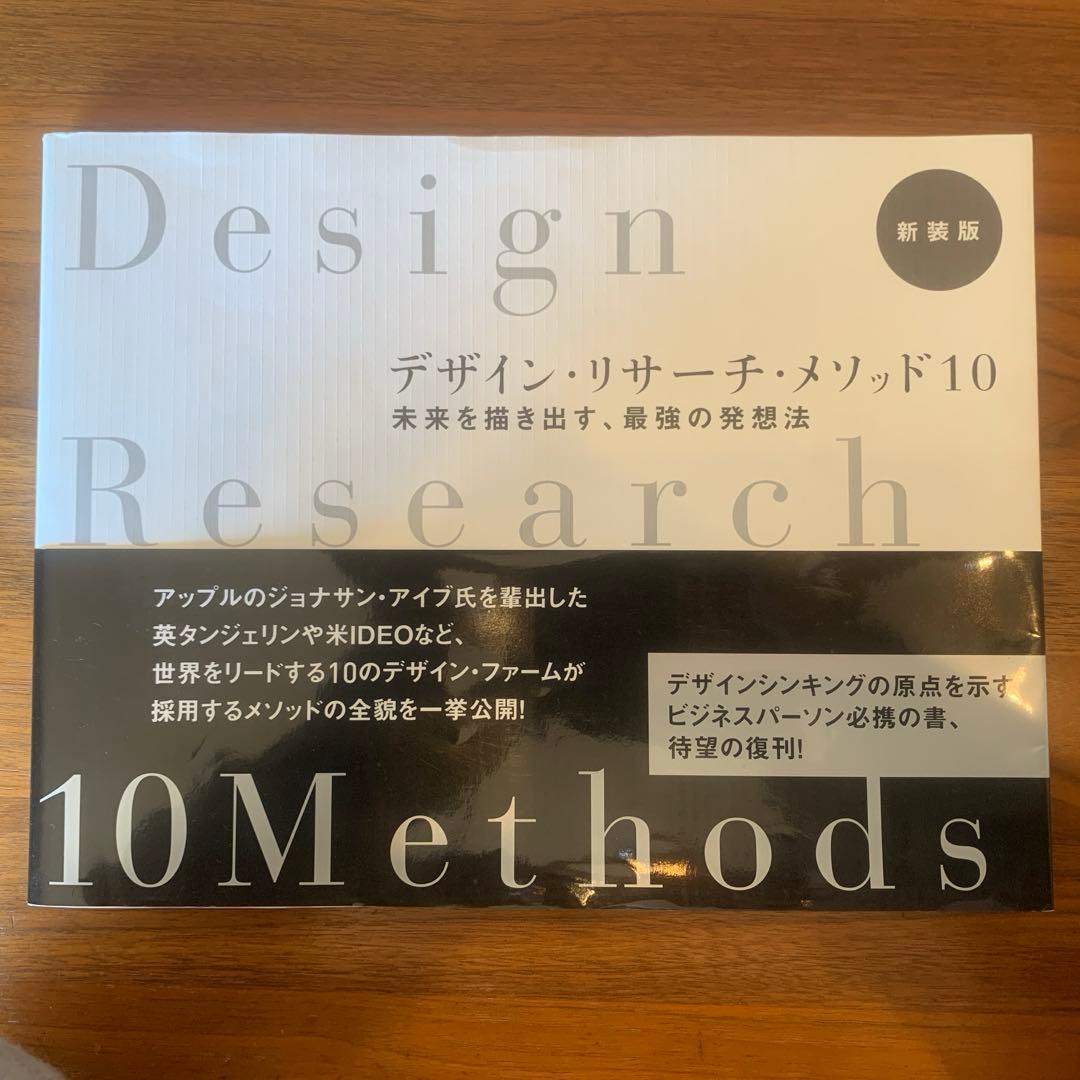 Design
新装版
デザイン・リサーチ・メソッド10
未来を描き出す、最強の発想法
Research
アップルのジョナサン・アイブ氏を輩出した
英タンジェリンや米IDEOなど、
世界をリードする10のデザイン・ファームが
採用するメソッドの全貌を一挙公開!
デザインシンキングの原点を示す
ビジネスパーソン必携の書、
待望の復刊!
10Methods